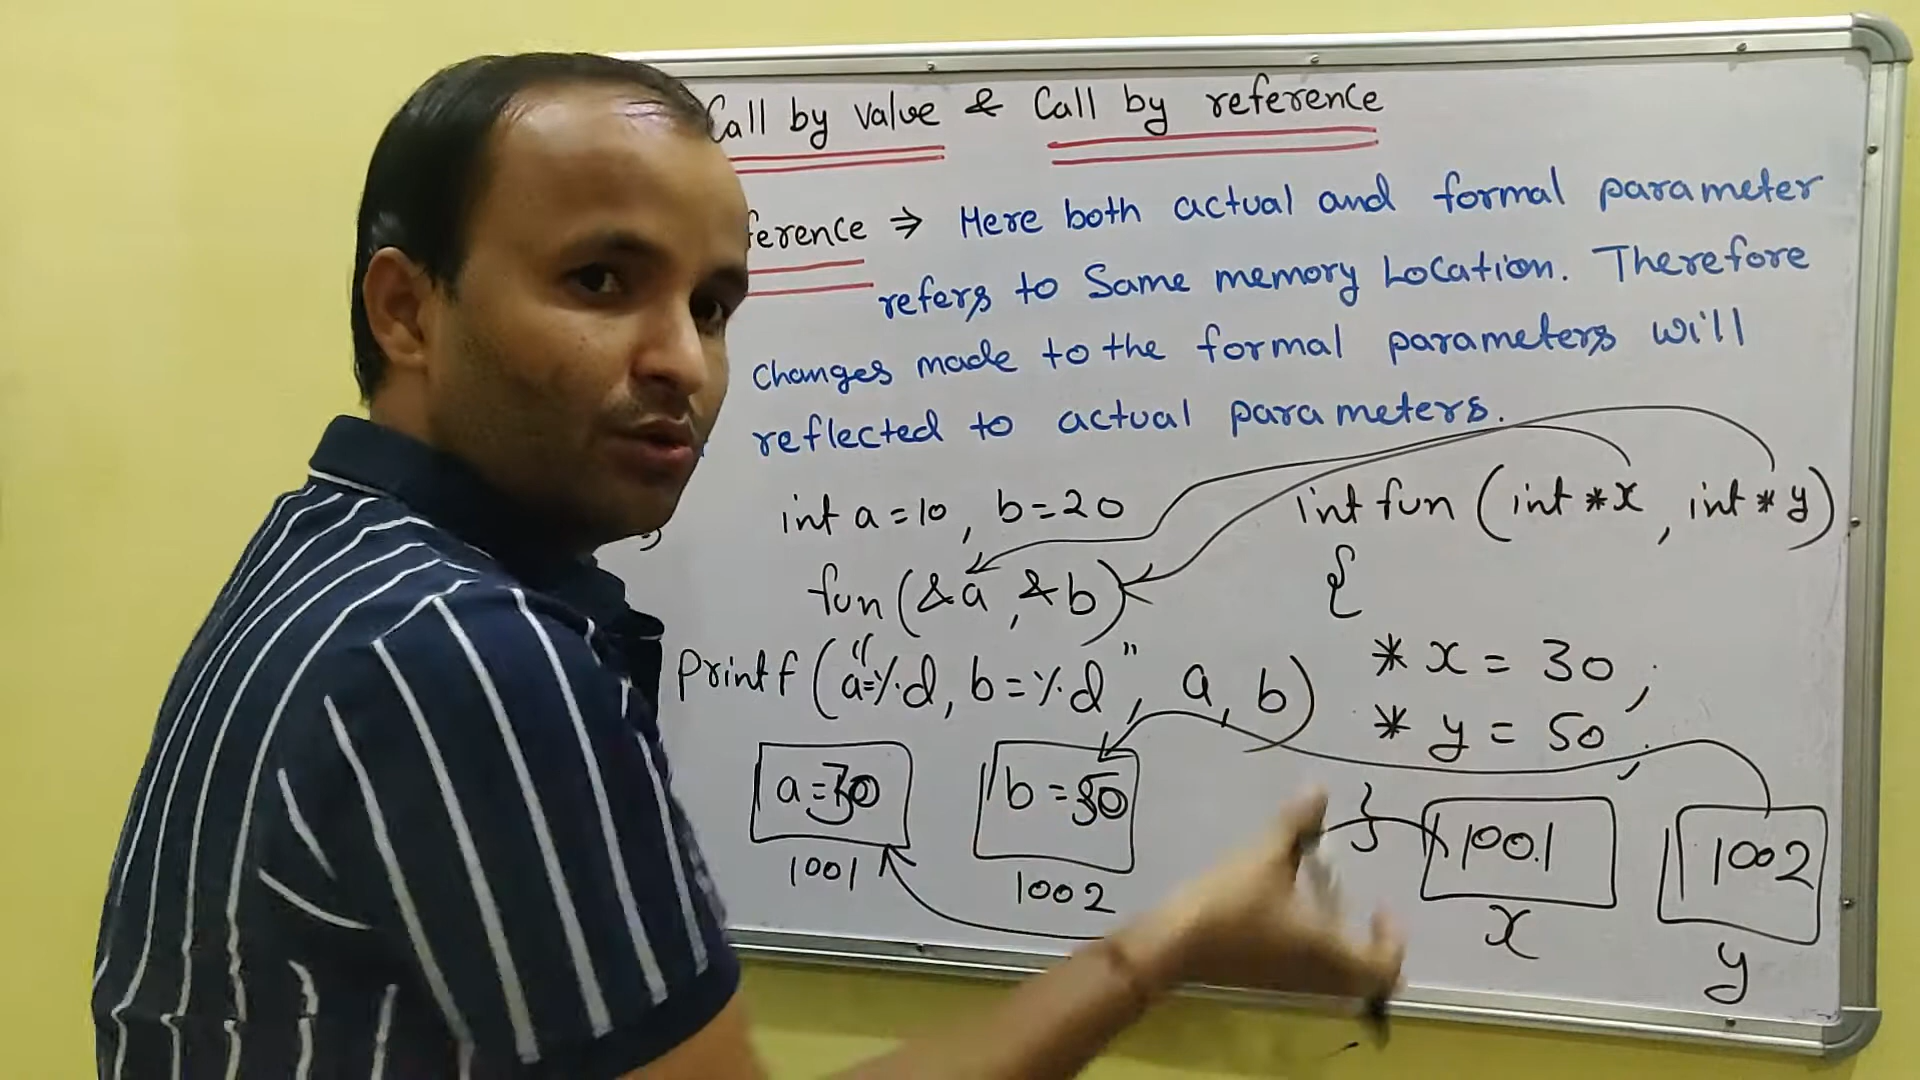 Call by value & Call by reference
ference ⇒ Here both actual and formal parameter
refers to Same memory Location. Therefore
changes made to the formal parameters will
reflected to actual parameters.
int a = 10, b = 20
fun (&a, &b)
Printf ("a=%d, b=%d", a, b)
a = 30
1001
b = 50
1002
int fun (int *x, int *y)
{
*x = 30;
*y = 50;
}
1001
x
1002
y